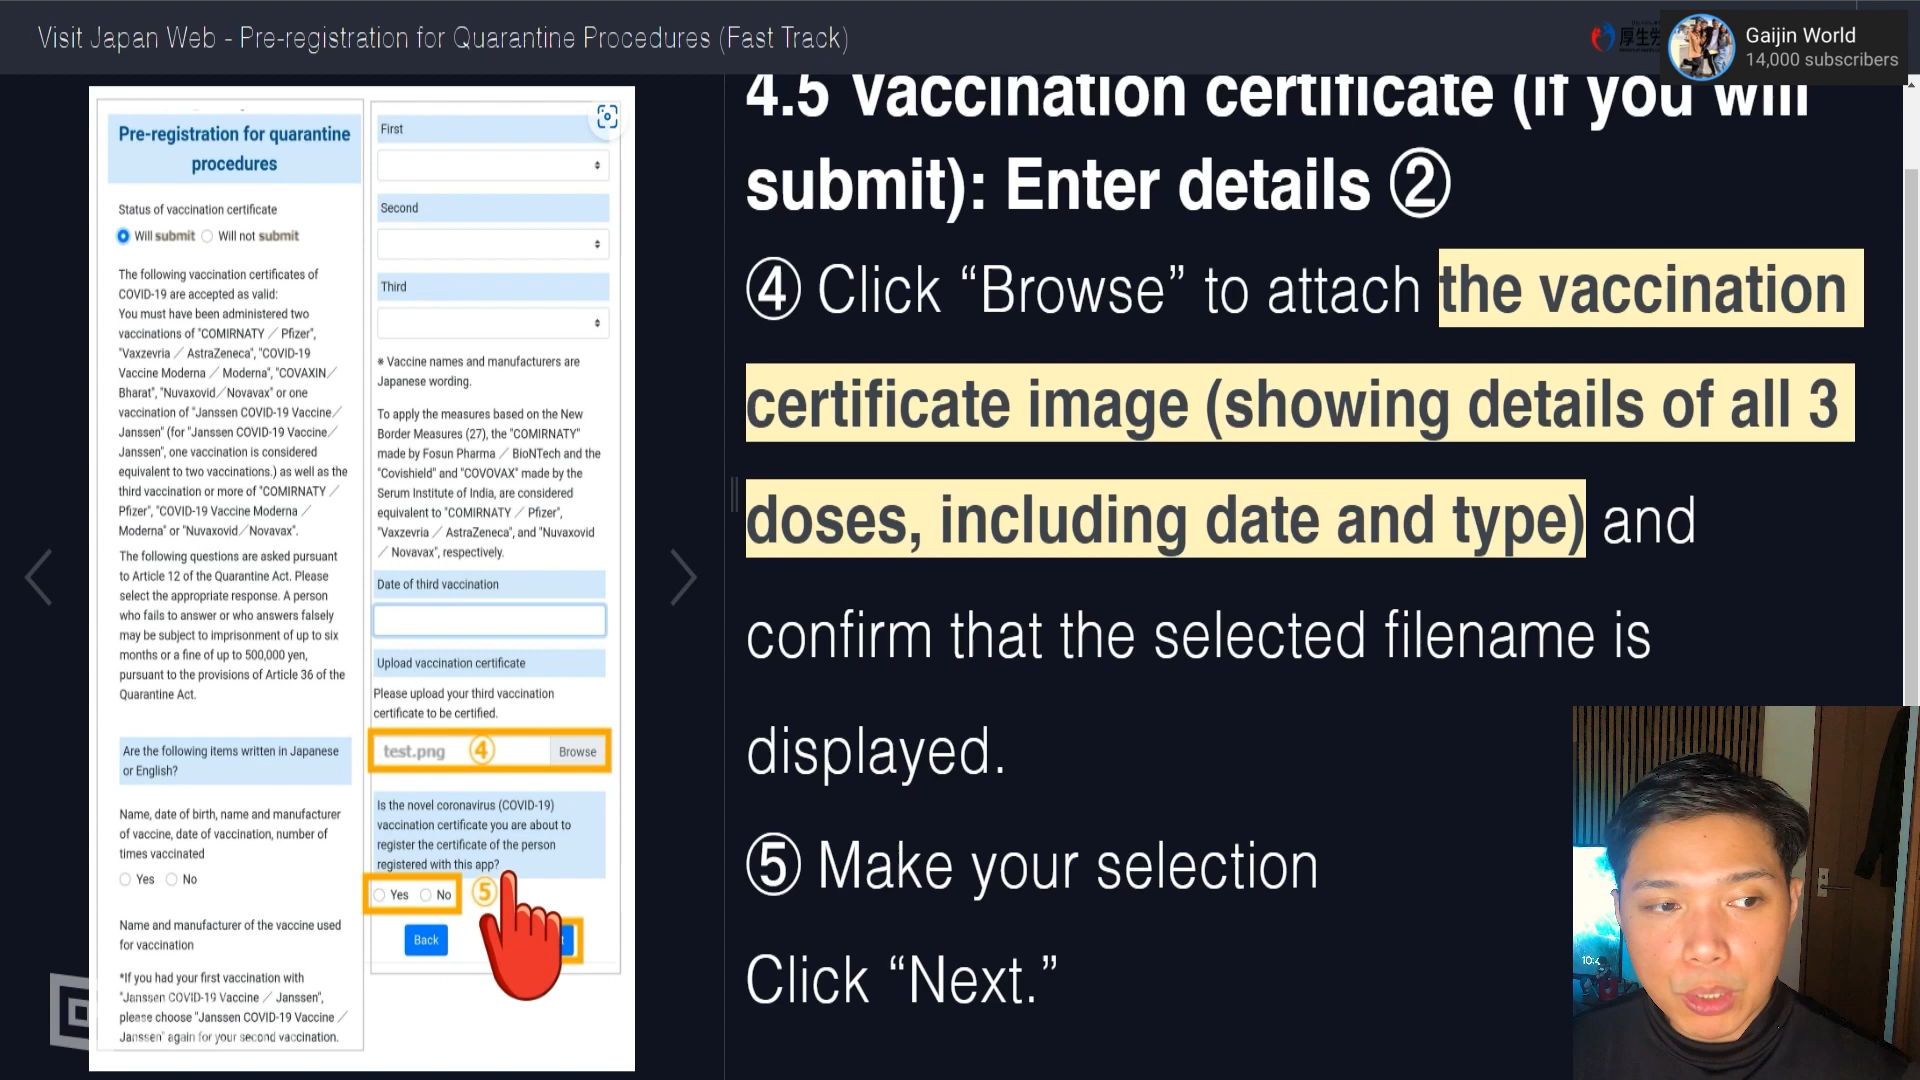 Visit Japan Web - Pre-registration for Quarantine Procedures (Fast Track)
厚生労
Gaijin World
14,000 subscribers
Pre-registration for quarantine
procedures
Status of vaccination certificate
Will submit Will not submit
The following vaccination certificates of
COVID-19 are accepted as valid:
You must have been administered two
vaccinations of "COMIRNATY／Pfizer",
"Vaxzevria／AstraZeneca", "COVID-19
Vaccine Moderna／Moderna", "COVAXIN／
Bharat", "Nuvaxovid／Novavax" or one
vaccination of "Janssen COVID-19 Vaccine／
Janssen" (for "Janssen COVID-19 Vaccine／
Janssen", one vaccination is considered
equivalent to two vaccinations.) as well as the
third vaccination or more of "COMIRNATY／
Pfizer", "COVID-19 Vaccine Moderna／
Moderna" or "Nuvaxovid／Novavax".
The following questions are asked pursuant
to Article 12 of the Quarantine Act. Please
select the appropriate response. A person
who fails to answer or who answers falsely
may be subject to imprisonment of up to six
months or a fine of up to 500,000 yen,
pursuant to the provisions of Article 36 of the
Quarantine Act.
Are the following items written in Japanese
or English?
Name, date of birth, name and manufacturer
of vaccine, date of vaccination, number of
times vaccinated
Yes No
Name and manufacturer of the vaccine used
for vaccination
*If you had your first vaccination with
"Janssen COVID-19 Vaccine／Janssen",
please choose "Janssen COVID-19 Vaccine／
Janssen" again for your second vaccination.
First
Second
Third
※ Vaccine names and manufacturers are
Japanese wording.
To apply the measures based on the New
Border Measures (27), the "COMIRNATY"
made by Fosun Pharma／BioNTech and the
"Covishield" and "COVOVAX" made by the
Serum Institute of India, are considered
equivalent to "COMIRNATY／Pfizer",
"Vaxzevria／AstraZeneca", and "Nuvaxovid
／Novavax", respectively.
Date of third vaccination
Upload vaccination certificate
Please upload your third vaccination
certificate to be certified.
test.png ④ Browse
Is the novel coronavirus (COVID-19)
vaccination certificate you are about to
register the certificate of the person
registered with this app?
Yes No ⑤
Back
4.5 Vaccination certificate (if you will
submit): Enter details ②
④ Click “Browse” to attach the vaccination
certificate image (showing details of all 3
doses, including date and type) and
confirm that the selected filename is
displayed.
⑤ Make your selection
Click “Next.”